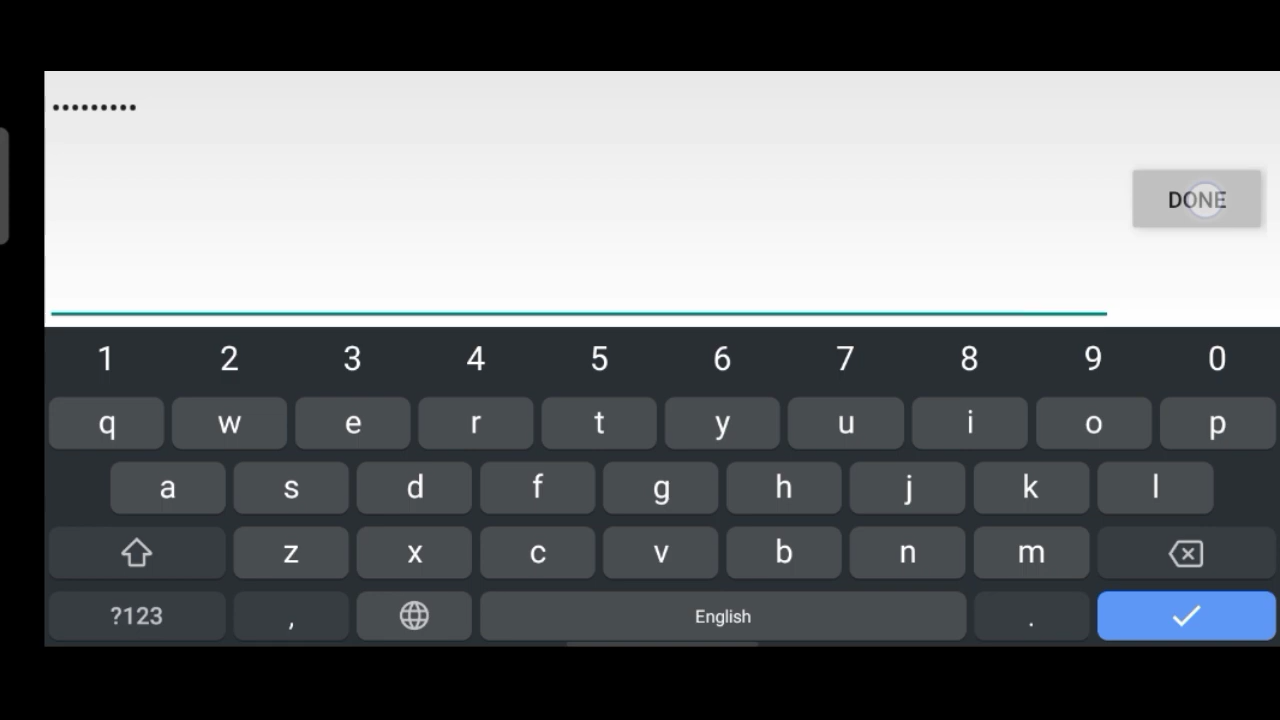 •••••••••
DONE
1 2 3 4 5 6 7 8 9 0
q w e r t y u i o p
a s d f g h j k l
z x c v b n m
?123 , English .